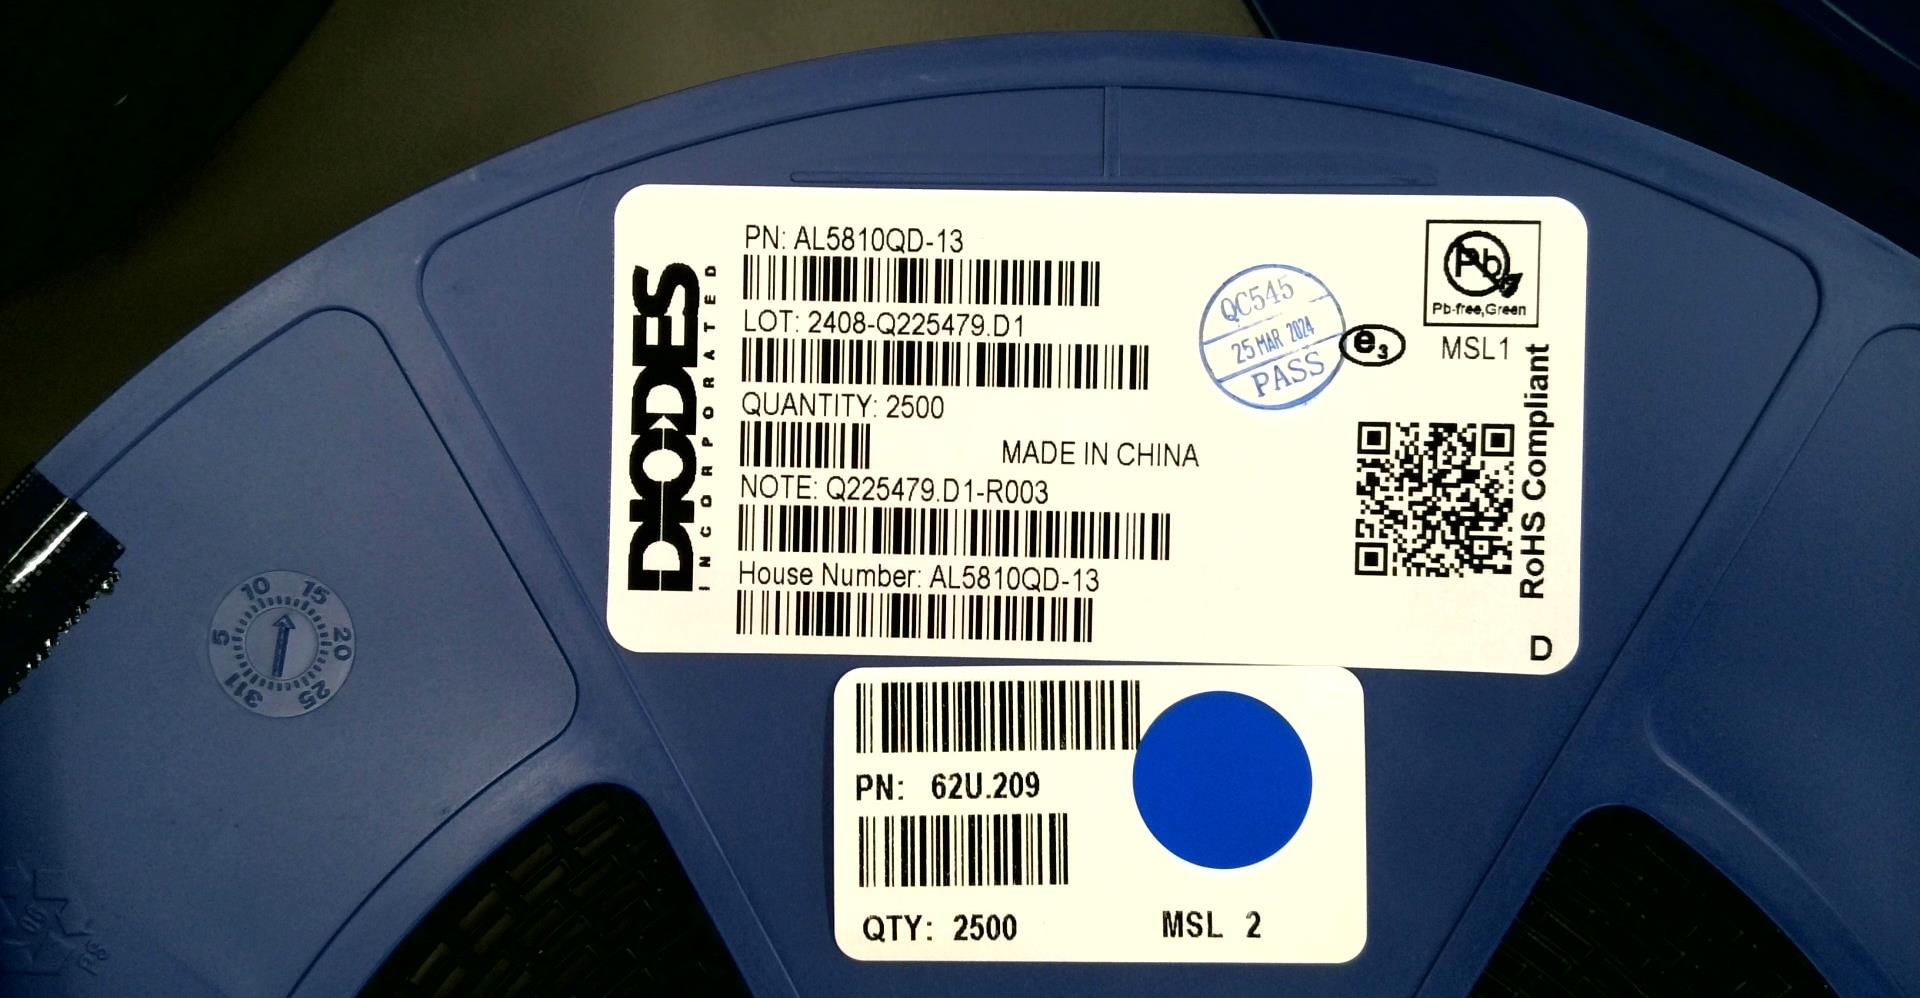 DIODES
INCORPORATED
PN: AL5810QD-13
LOT: 2408-Q225479.D1
QUANTITY: 2500
MADE IN CHINA
NOTE: Q225479.D1-R003
House Number: AL5810QD-13
QC545
25 MAR 2024
PASS
e3
Pb
Pb-free,Green
MSL1
RoHS Compliant
D
PN: 62U.209
QTY: 2500
MSL 2
5
10
15
20
25
311